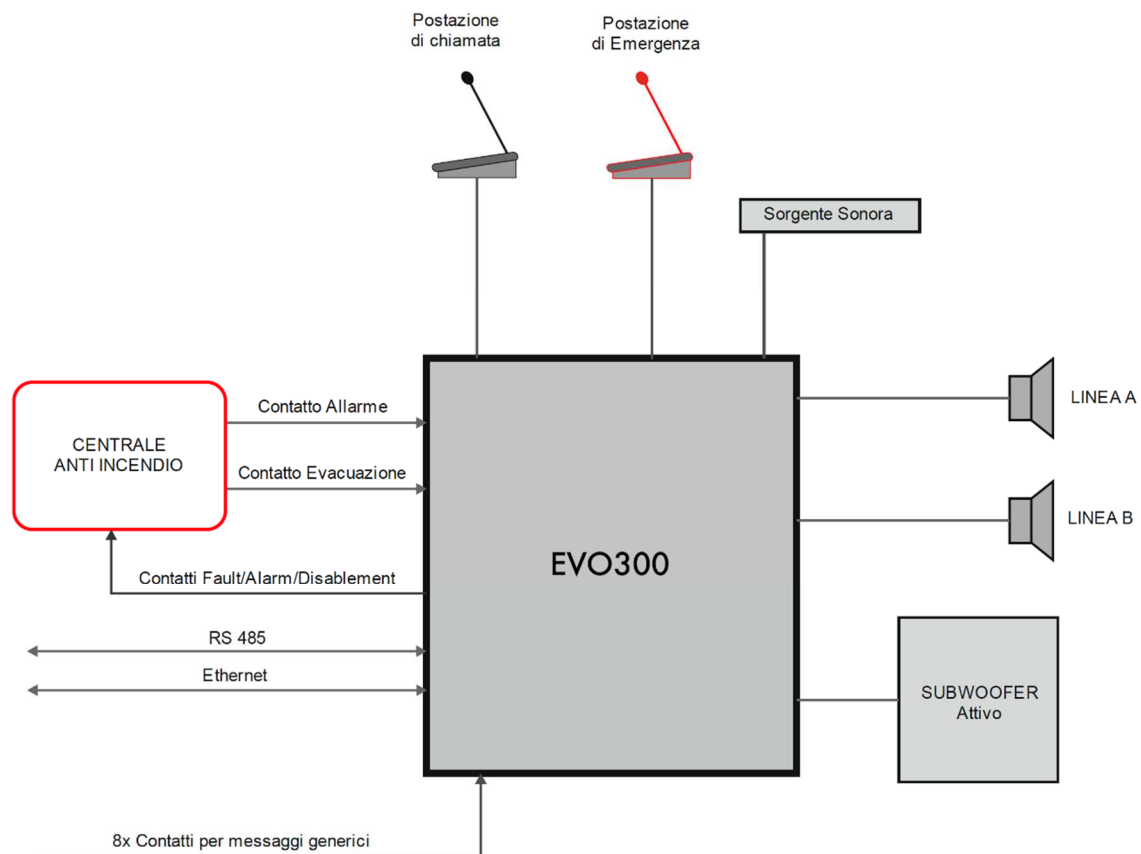 Postazione
di chiamata
Postazione
di Emergenza
Sorgente Sonora
Contatto Allarme
CENTRALE
ANTI INCENDIO
Contatto Evacuazione
Contatti Fault/Alarm/Disablement
RS 485
Ethernet
EVO300
LINEA A
LINEA B
SUBWOOFER
Attivo
8x Contatti per messaggi generici